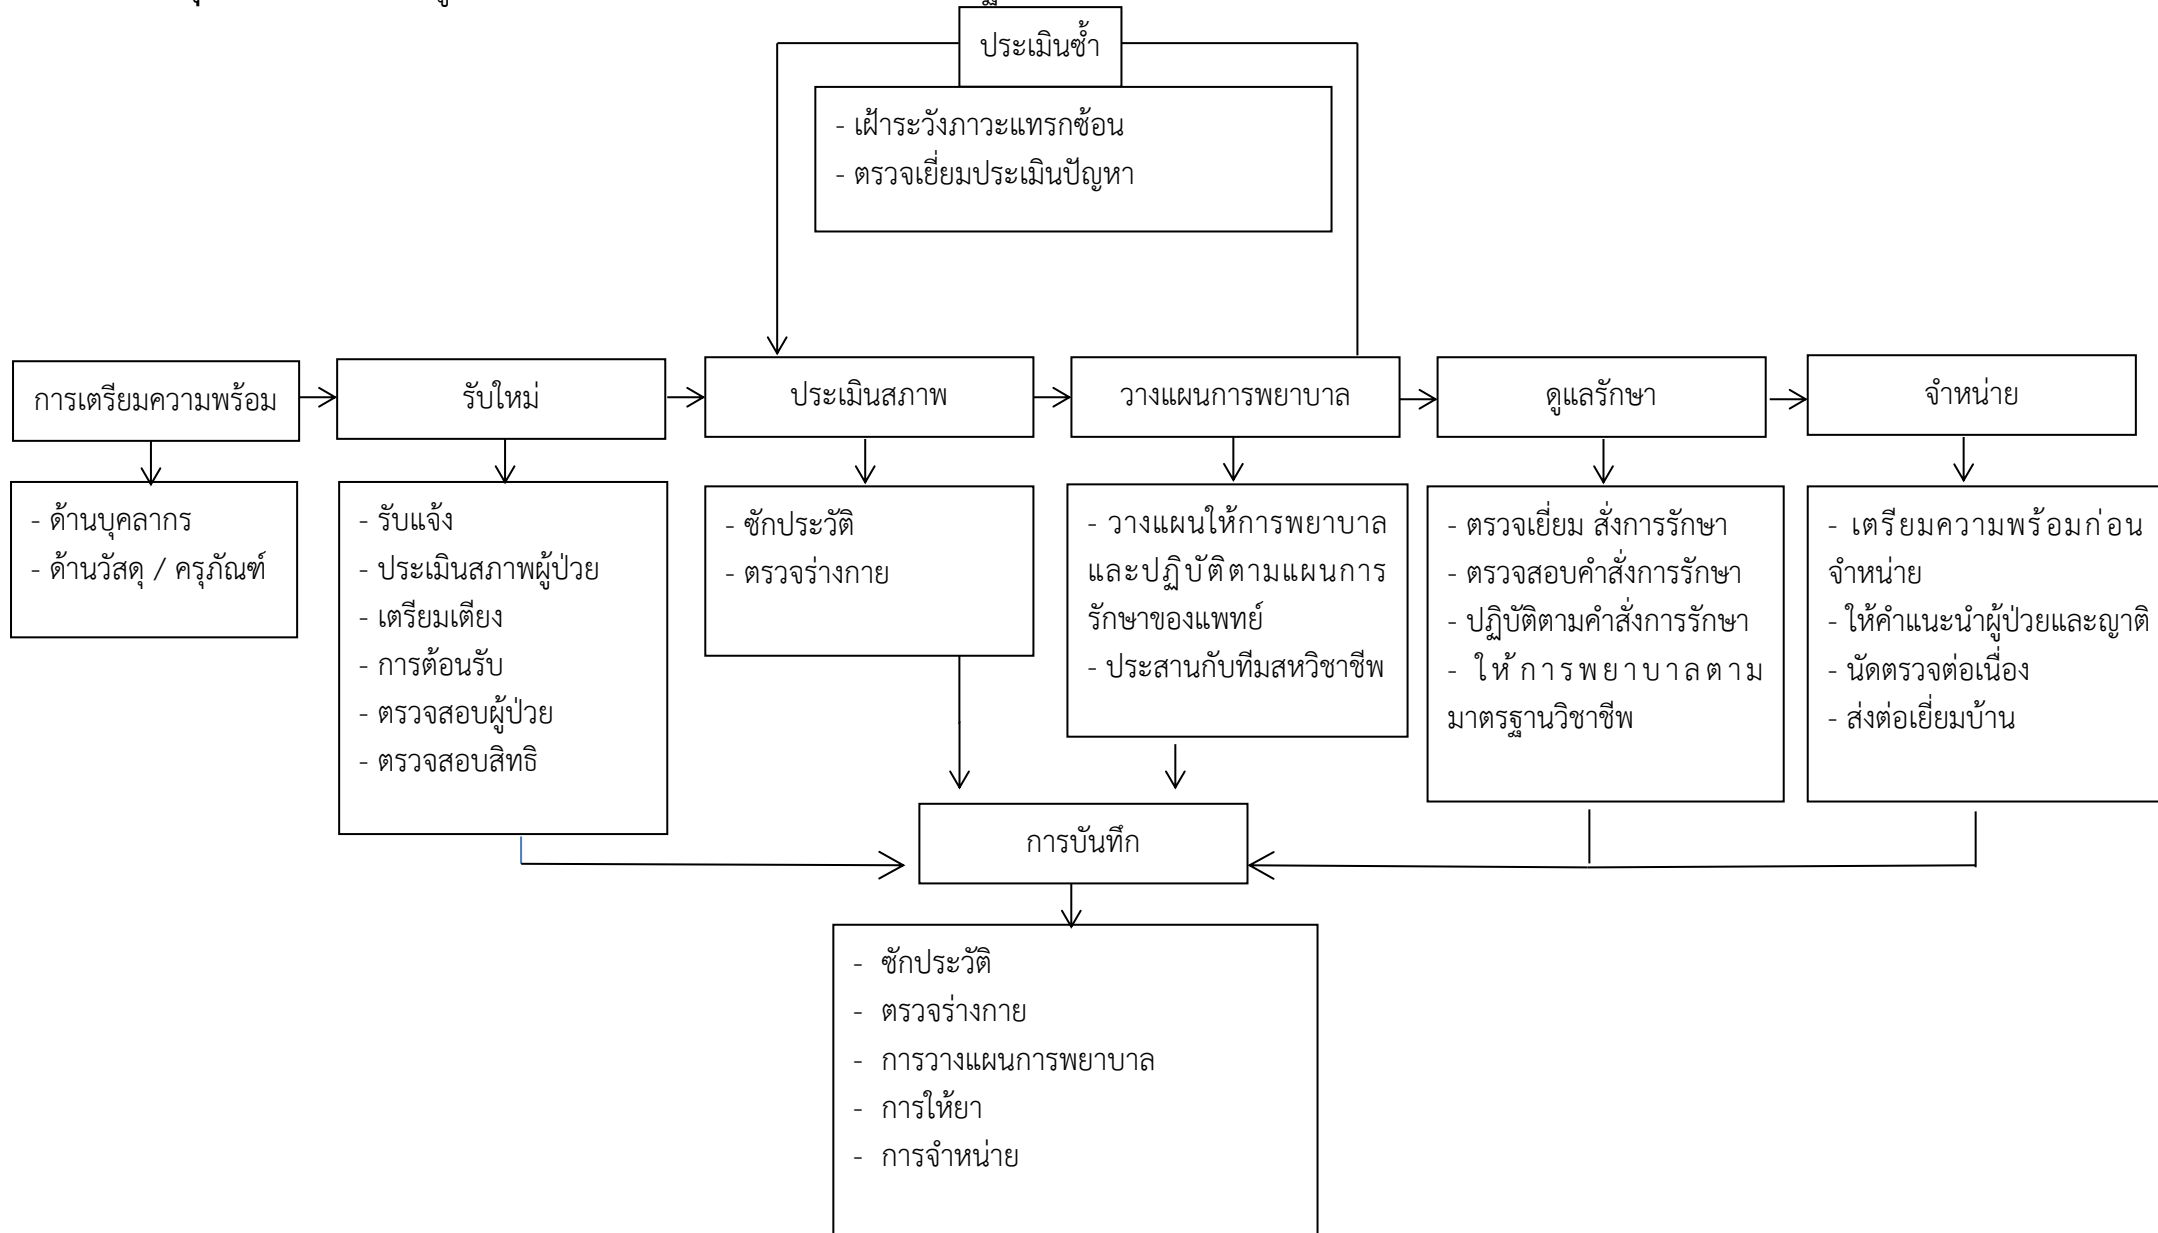 ประเมินซ้ำ
- เฝ้าระวังภาวะแทรกซ้อน
- ตรวจเยี่ยมประเมินปัญหา
การเตรียมความพร้อม
รับใหม่
ประเมินสภาพ
วางแผนการพยาบาล
ดูแลรักษา
จำหน่าย
- ด้านบุคลากร
- ด้านวัสดุ / ครุภัณฑ์
- รับแจ้ง
- ประเมินสภาพผู้ป่วย
- เตรียมเตียง
- การต้อนรับ
- ตรวจสอบผู้ป่วย
- ตรวจสอบสิทธิ
- ซักประวัติ
- ตรวจร่างกาย
- วางแผนให้การพยาบาล
และปฏิบัติตามแผนการ
รักษาของแพทย์
- ประสานกับทีมสหวิชาชีพ
- ตรวจเยี่ยม สั่งการรักษา
- ตรวจสอบคำสั่งการรักษา
- ปฏิบัติตามคำสั่งการรักษา
- ให้การพยาบาลตาม
มาตรฐานวิชาชีพ
- เตรียมความพร้อมก่อน
จำหน่าย
- ให้คำแนะนำผู้ป่วยและญาติ
- นัดตรวจต่อเนื่อง
- ส่งต่อเยี่ยมบ้าน
การบันทึก
- ซักประวัติ
- ตรวจร่างกาย
- การวางแผนการพยาบาล
- การให้ยา
- การจำหน่าย